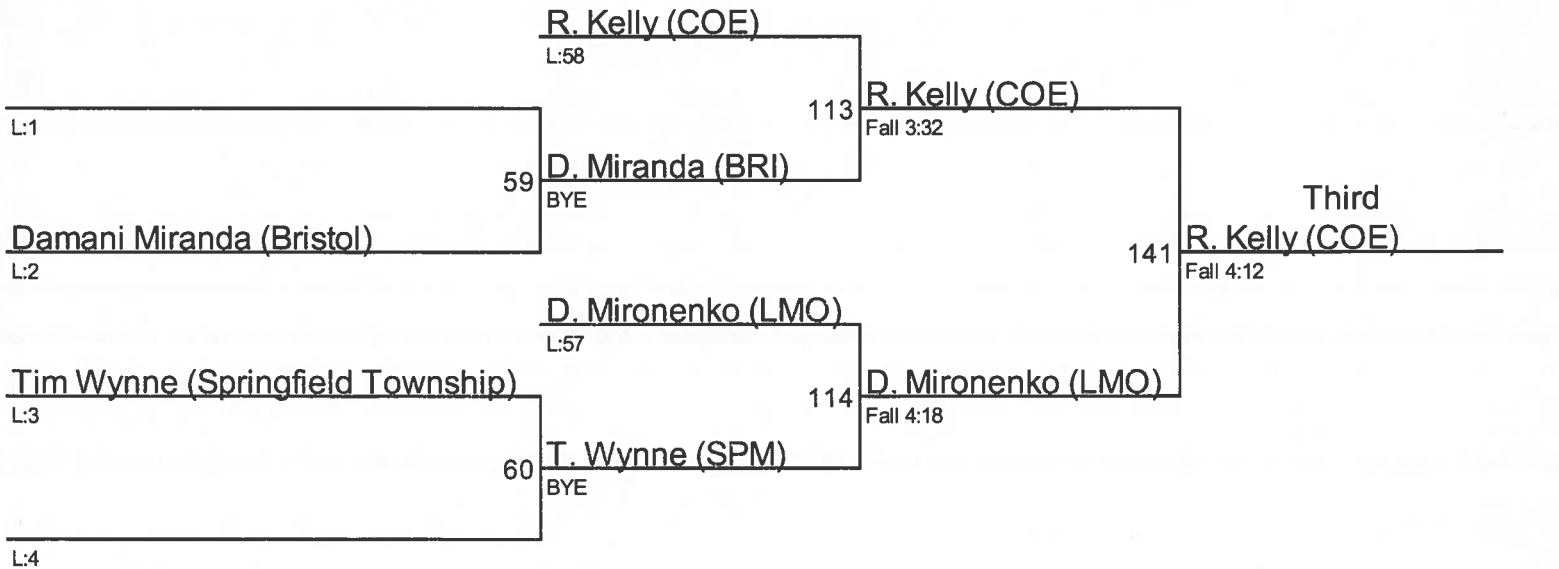 R. Kelly (COE)
L:58
L:1
113
R. Kelly (COE)
Fall 3:32
59
D. Miranda (BRI)
BYE
Third
Damani Miranda (Bristol)
L:2
141
R. Kelly (COE)
Fall 4:12
D. Mironenko (LMO)
L:57
Tim Wynne (Springfield Township)
L:3
114
D. Mironenko (LMO)
Fall 4:18
60
T. Wynne (SPM)
BYE
L:4